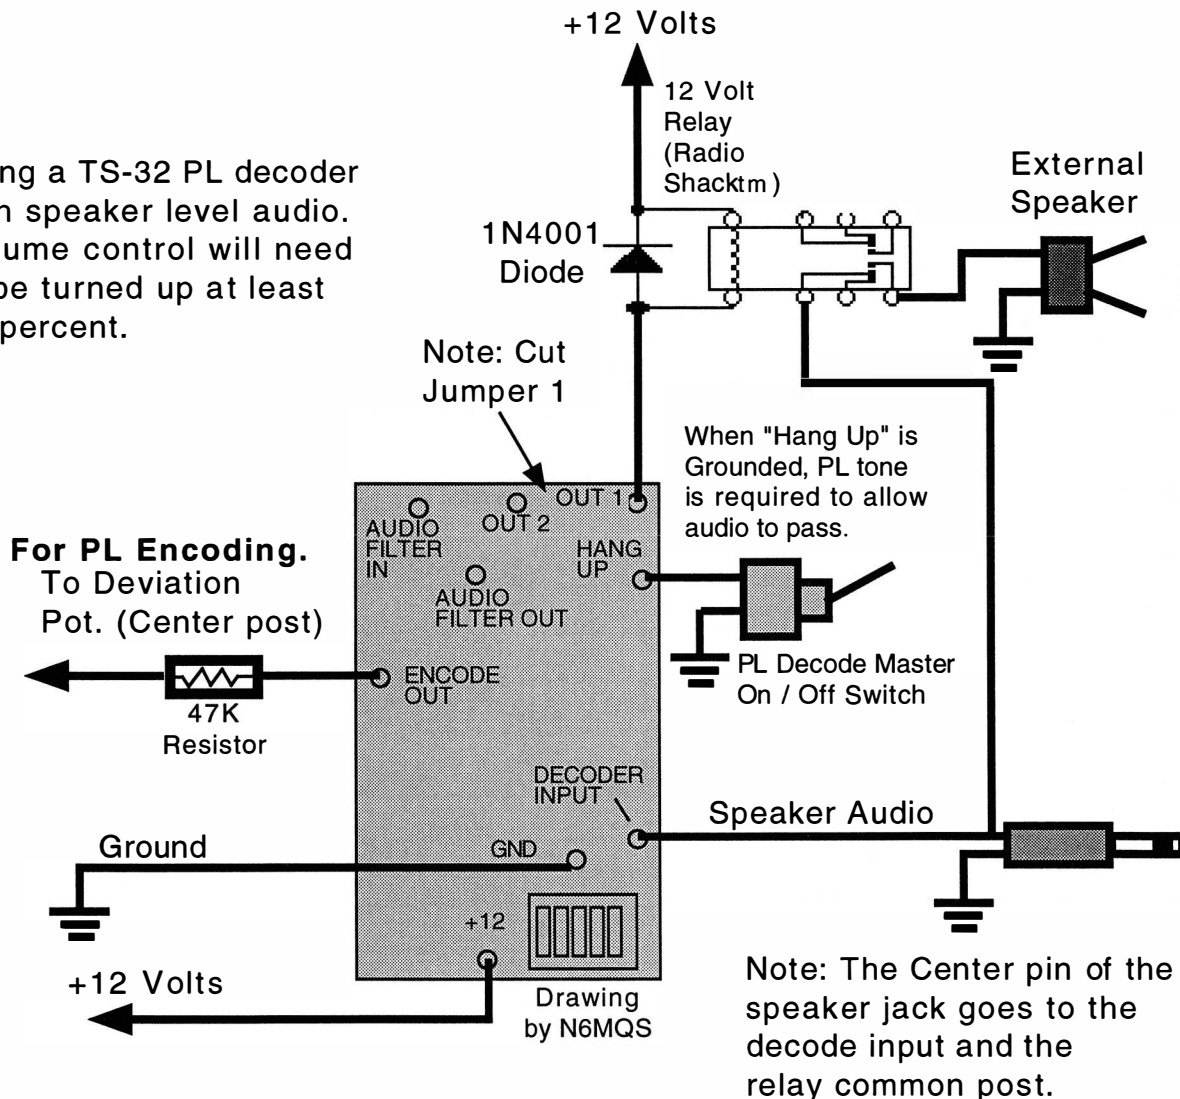 +12 Volts
12 Volt
Relay
(Radio
Shacktm)
ing a TS-32 PL decoder
n speaker level audio.
ume control will need
be turned up at least
percent.
1N4001
Diode
External
Speaker
Note: Cut
Jumper 1
When "Hang Up" is
Grounded, PL tone
is required to allow
audio to pass.
OUT 1
OUT 2
AUDIO
FILTER
IN
HANG
UP
AUDIO
FILTER OUT
For PL Encoding.
To Deviation
Pot. (Center post)
ENCODE
OUT
47K
Resistor
PL Decode Master
On / Off Switch
DECODER
INPUT
Speaker Audio
Ground
GND
+12
+12 Volts
Drawing
by N6MQS
Note: The Center pin of the
speaker jack goes to the
decode input and the
relay common post.